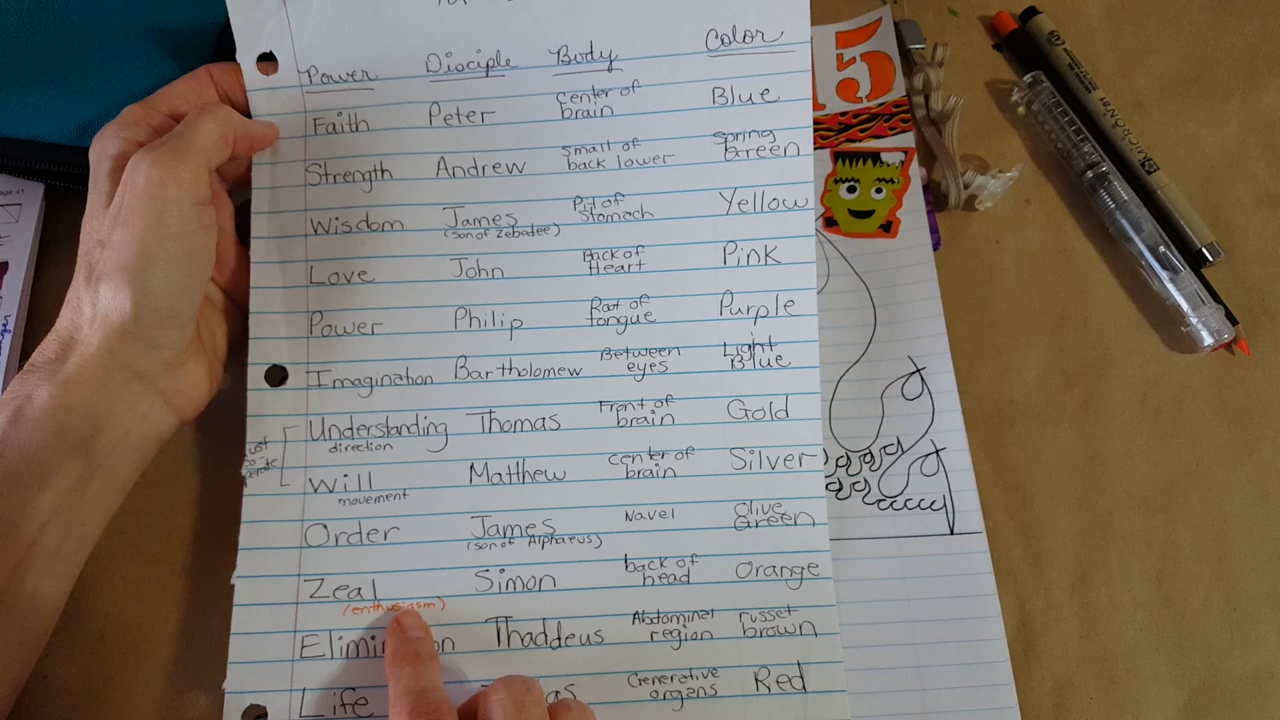 Power Disciple Body Color
Faith Peter center of brain Blue
Strength Andrew small of back lower Spring Green
Wisdom James (son of Zebadee) Pit of Stomach Yellow
Love John Back of Heart Pink
Power Philip Root of tongue Purple
Imagination Bartholomew Between eyes Light Blue
Understanding direction Thomas Front of brain Gold
Will movement Matthew center of brain Silver
Order James (son of Alphaeus) Navel Olive Green
Zeal (enthusiasm) Simon back of head Orange
Thaddeus Abdominal region russet brown
Life Generative organs Red
15
MICRON